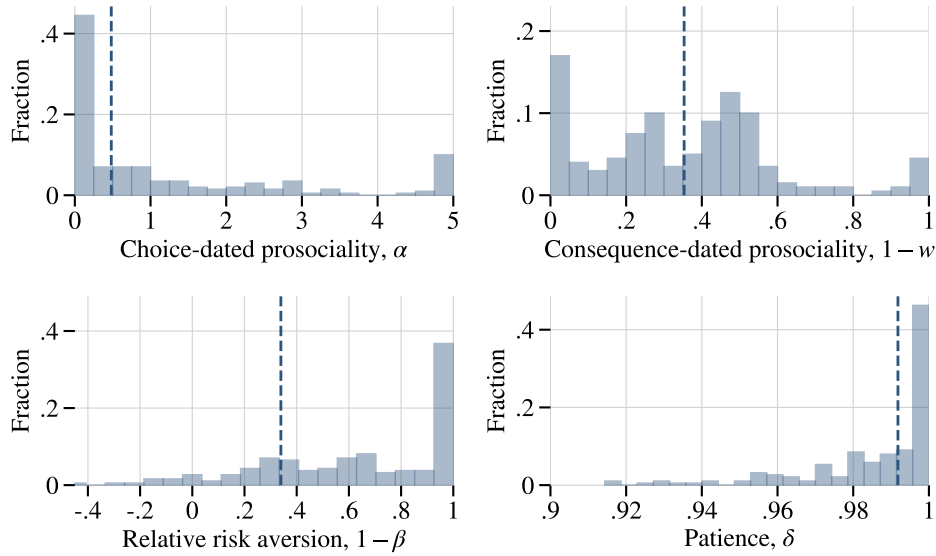 .4
.2
0
Fraction
0 1 2 3 4 5
Choice-dated prosociality, α
.2
.1
0
Fraction
0 .2 .4 .6 .8 1
Consequence-dated prosociality, 1 − w
.4
.2
0
Fraction
-.4 -.2 0 .2 .4 .6 .8 1
Relative risk aversion, 1 − β
.4
.2
0
Fraction
.9 .92 .94 .96 .98 1
Patience, δ